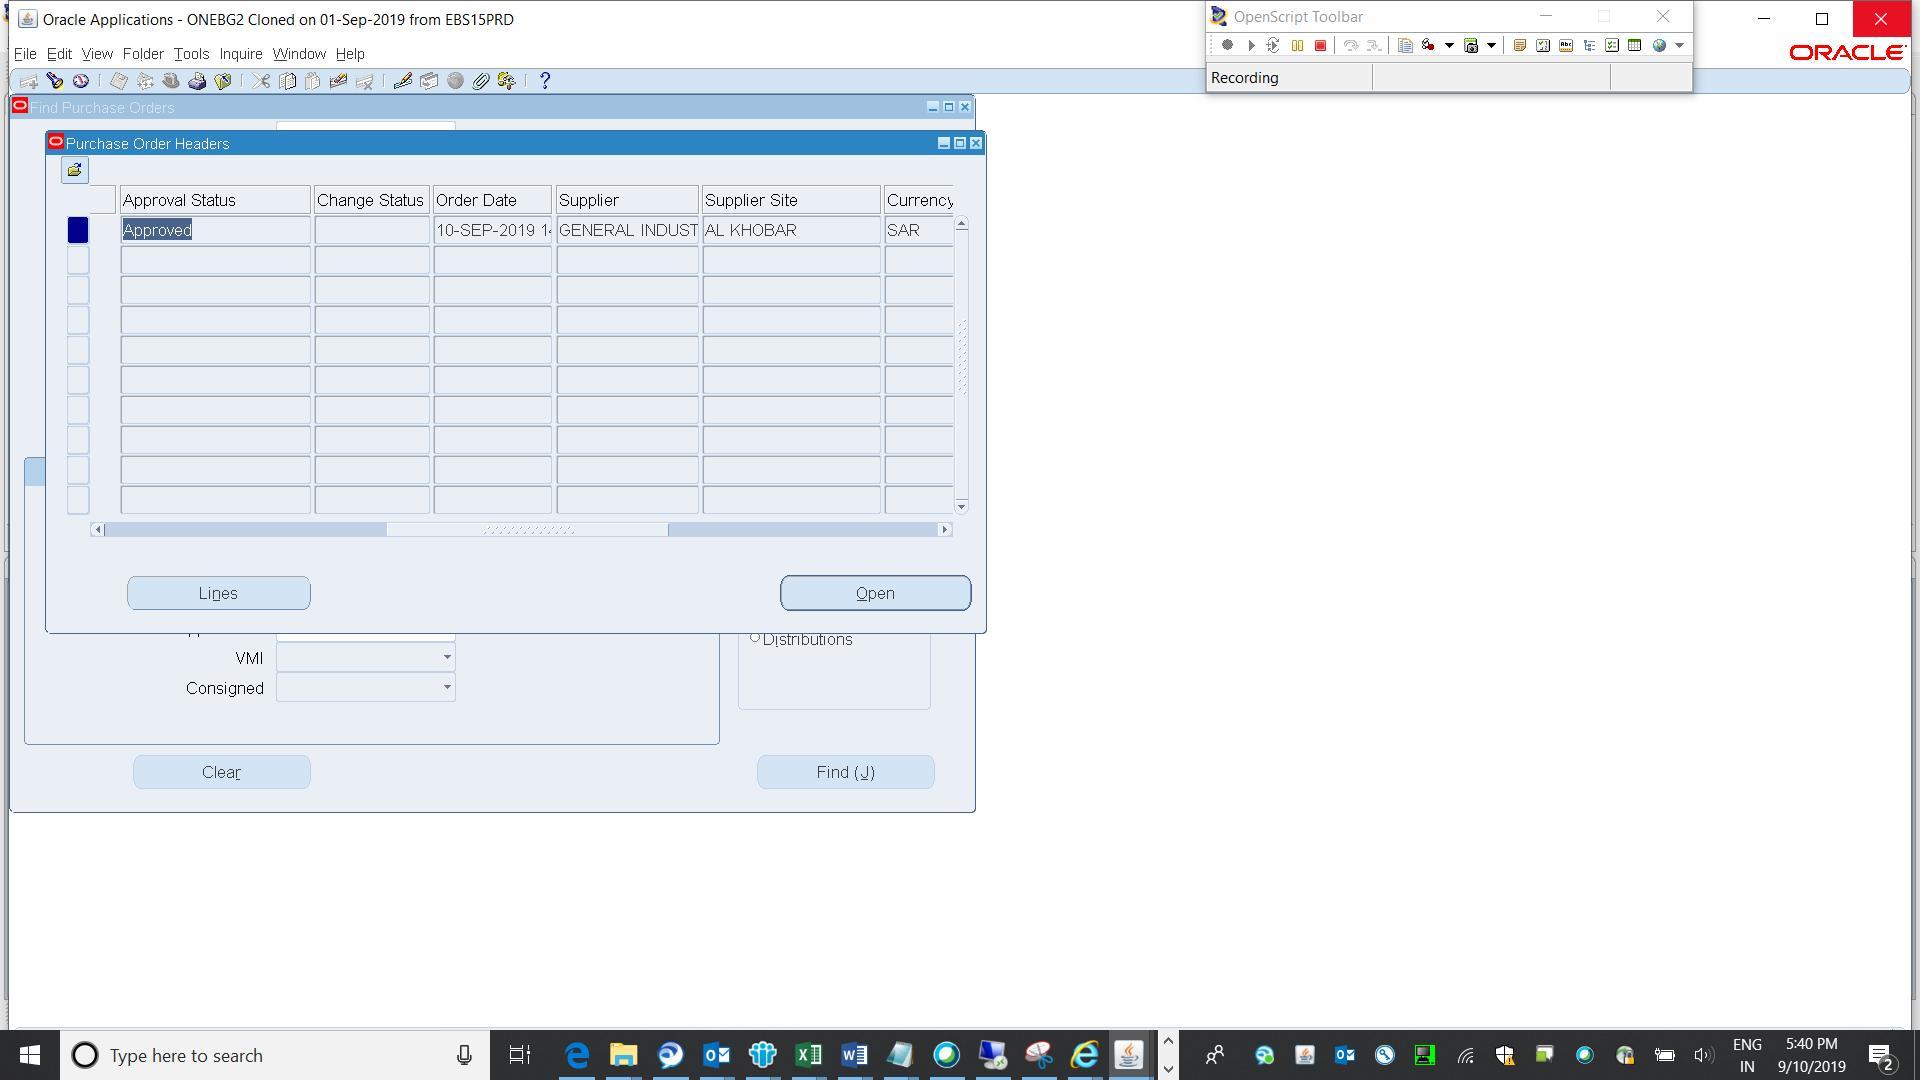 Oracle Applications - ONEBG2 Cloned on 01-Sep-2019 from EBS15PRD
OpenScript Toolbar
File Edit View Folder Tools Inquire Window Help
ORACLE
Recording
Find Purchase Orders
Purchase Order Headers
Approval Status Change Status Order Date Supplier Supplier Site Currency
Approved 10-SEP-2019 14 GENERAL INDUST AL KHOBAR SAR
Lines Open
Distributions
VMI
Consigned
Clear Find (J)
Type here to search
ENG
IN
5:40 PM
9/10/2019
2